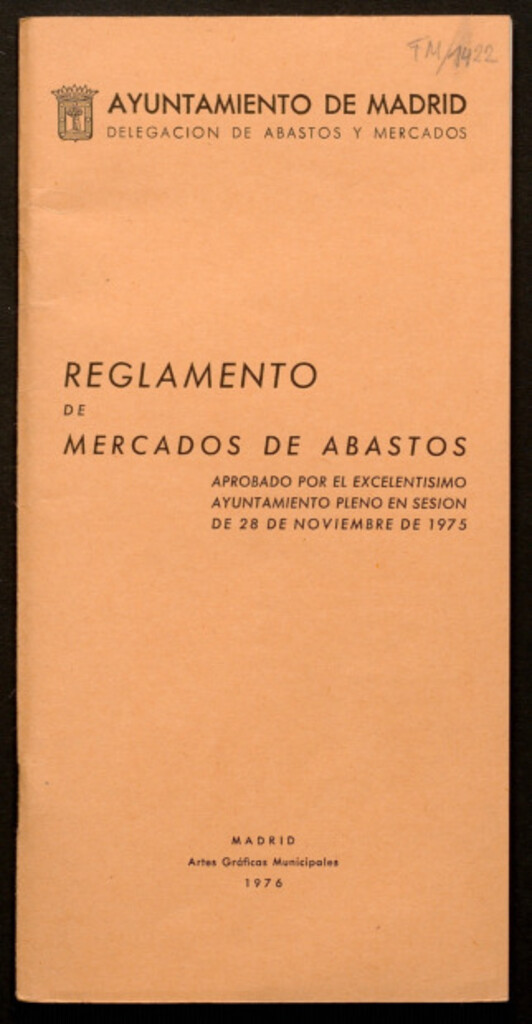 TM/1422
AYUNTAMIENTO DE MADRID
DELEGACION DE ABASTOS Y MERCADOS
REGLAMENTO
DE
MERCADOS DE ABASTOS
APROBADO POR EL EXCELENTISIMO
AYUNTAMIENTO PLENO EN SESION
DE 28 DE NOVIEMBRE DE 1975
MADRID
Artes Gráficas Municipales
1976